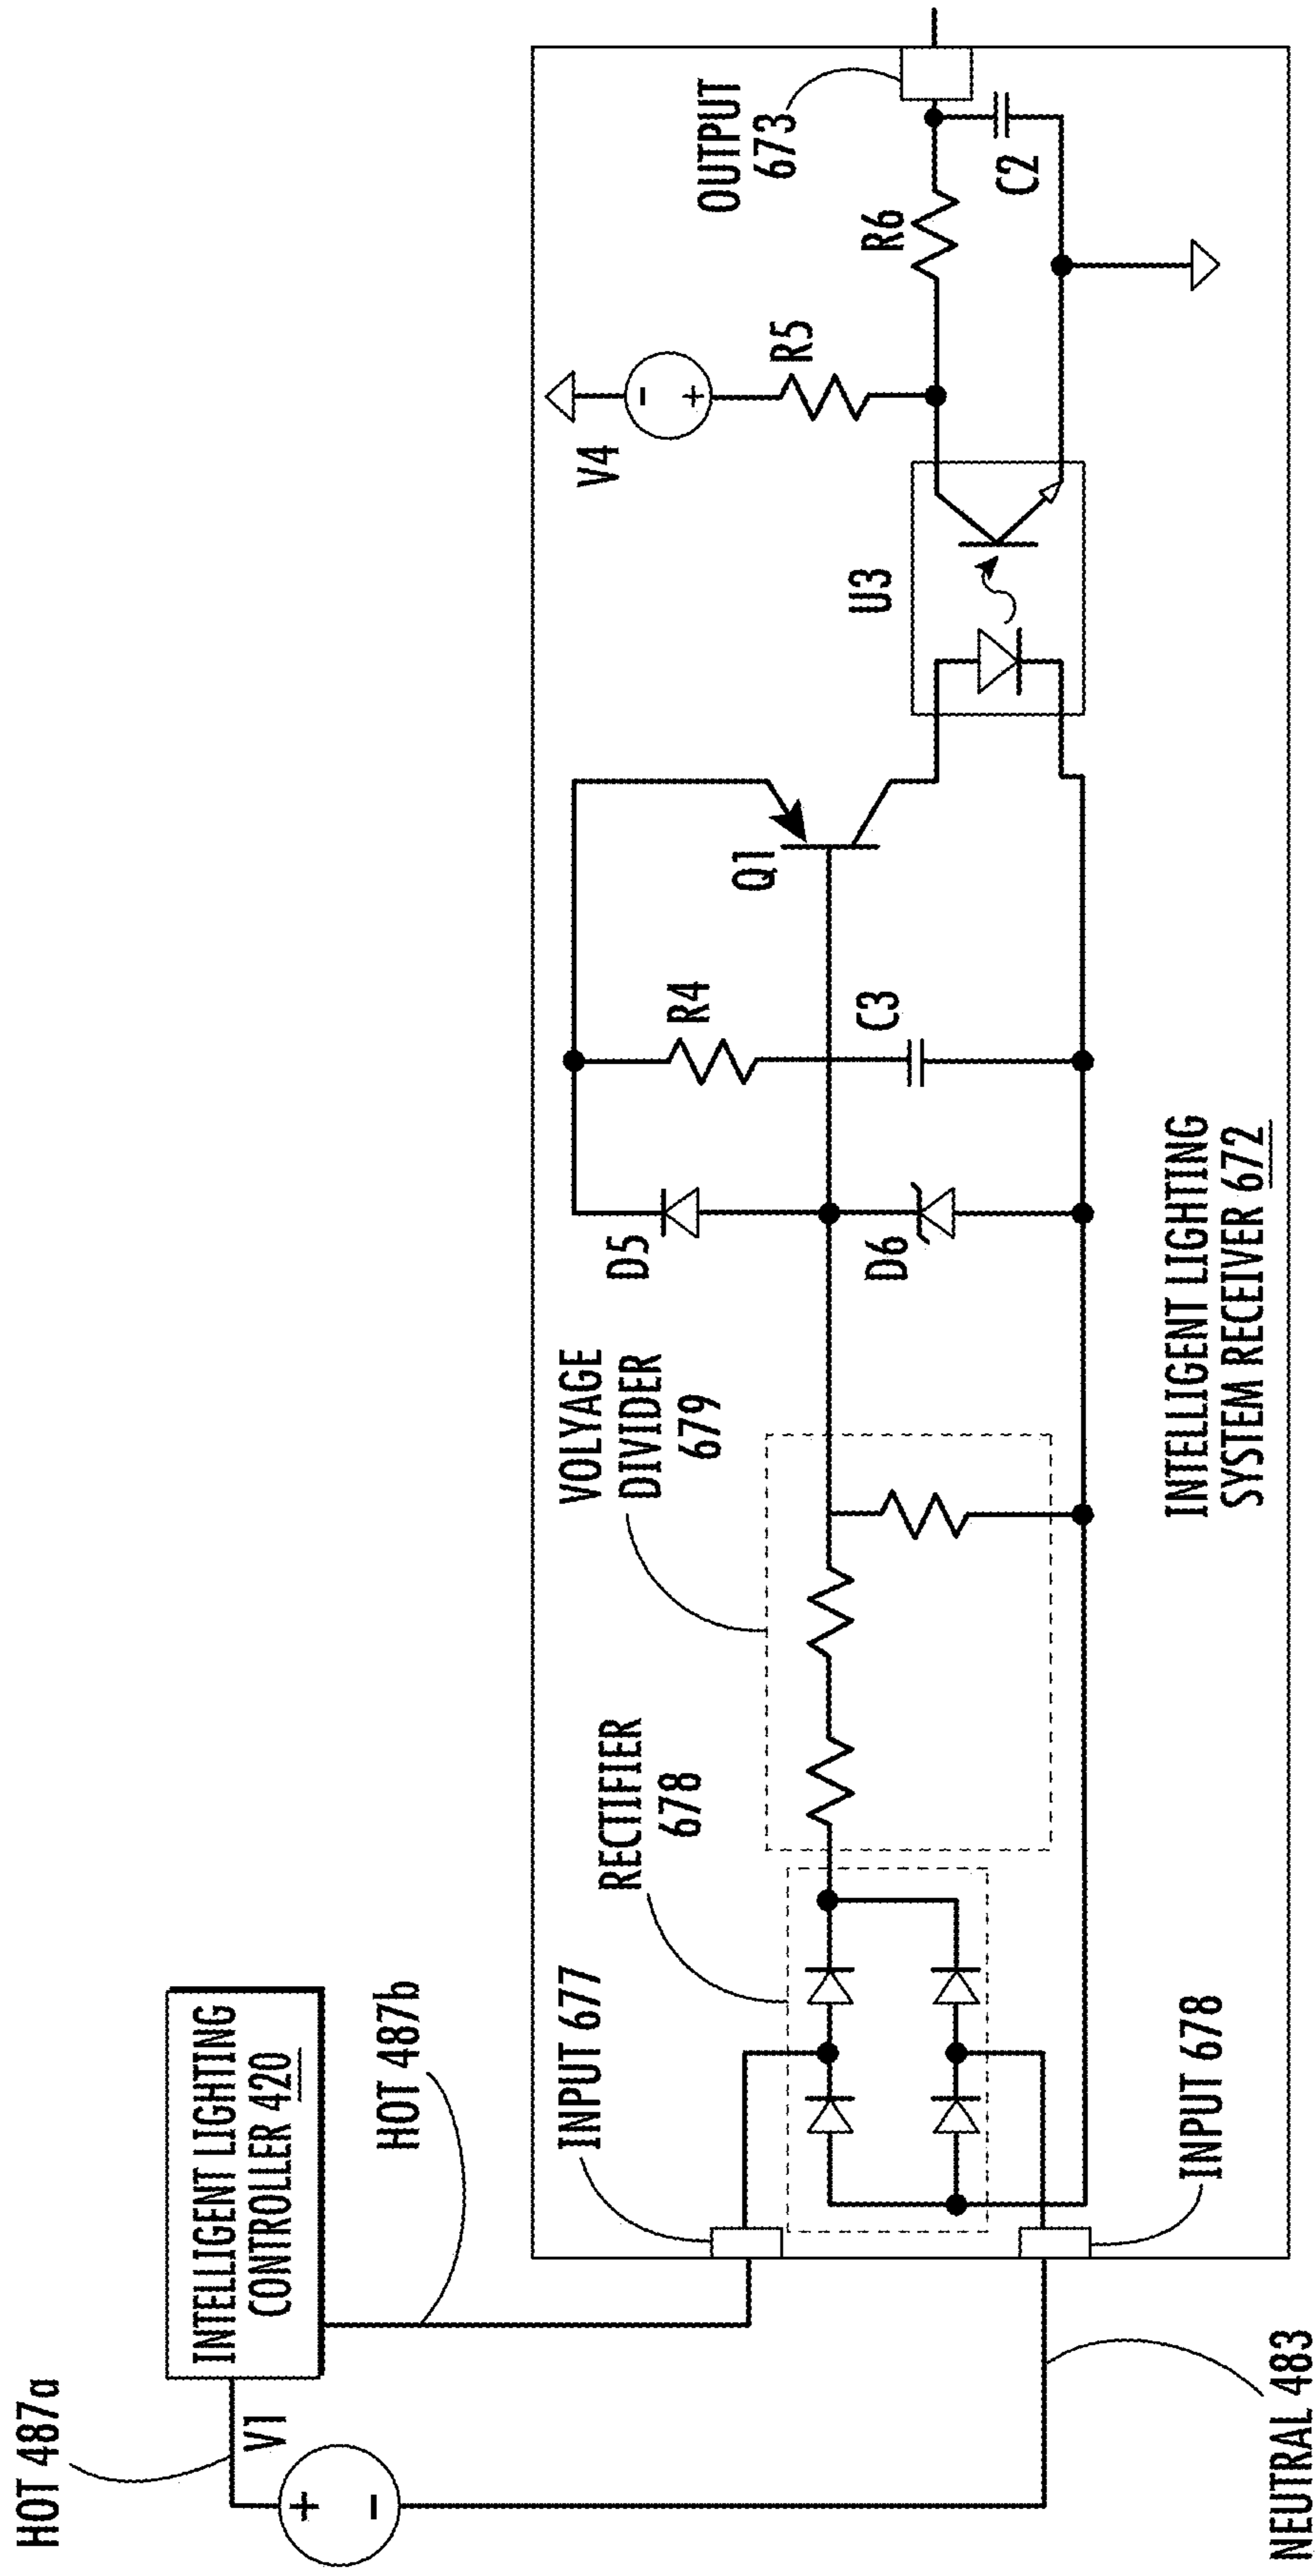 HOT 487a
V1
+
-
INTELLIGENT LIGHTING
CONTROLLER 420
HOT 487b
NEUTRAL 483
INPUT 677
INPUT 678
RECTIFIER
678
VOLYAGE
DIVIDER
679
D5
D6
R4
C3
Q1
U3
V4
-
+
R5
R6
C2
OUTPUT
673
INTELLIGENT LIGHTING
SYSTEM RECEIVER 672